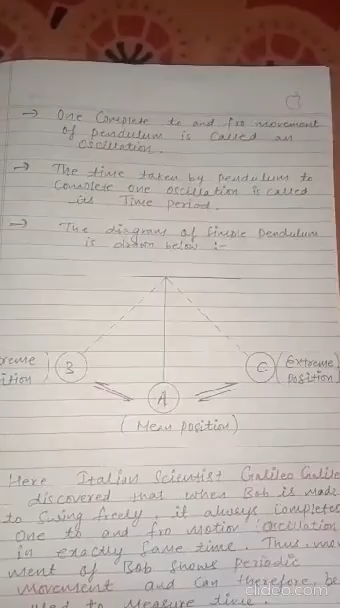 → One Complete to and fro movement
of pendulum is called an
Oscillation.
→ The time taken by pendulum to
Complete one oscillation is called
its Time period.
→ The diagram of Simple Pendulum
is drawn below :-
B
C
(Extreme
position)
A
(Mean position)
Here Italian Scientist Galileo Galile
discovered that when Bob is made
to Swing freely, it always completes
One to and fro motion (oscillation
in exactly same time. Thus, mo
ment of Bob shows Periodic
Movement and can therefore be
to measure time.
clideo.com